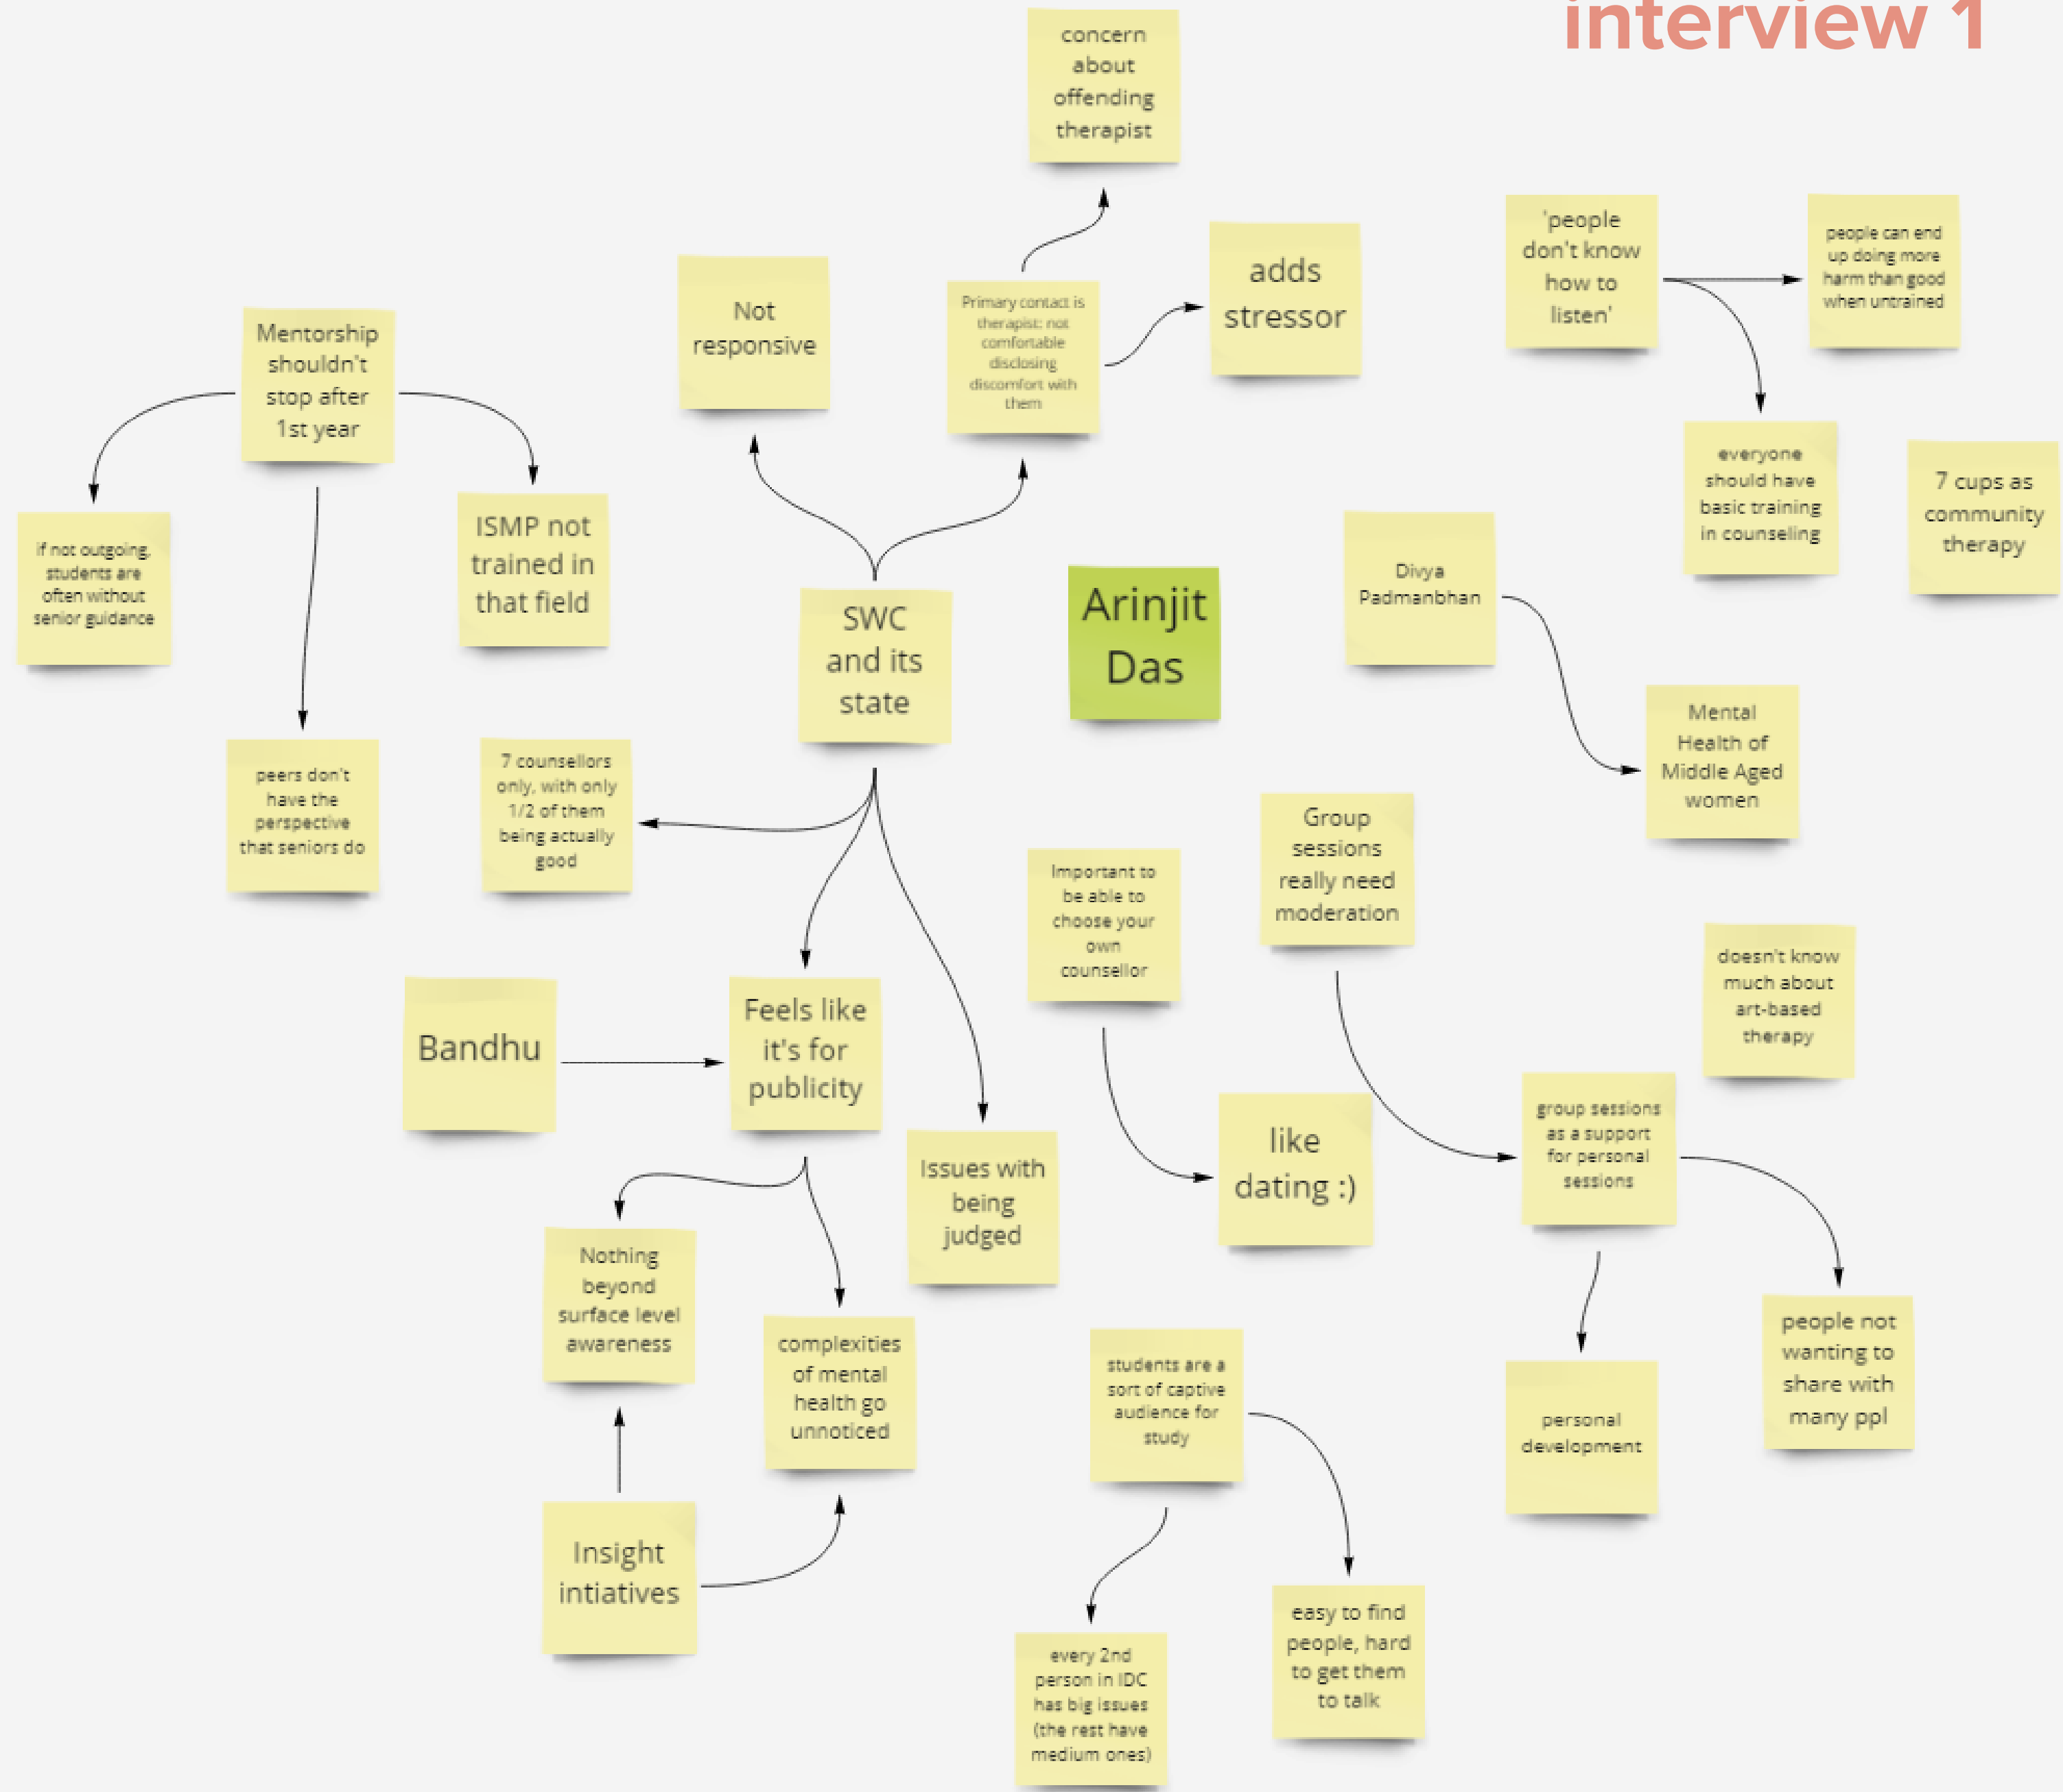 interview 1
concern
about
offending
therapist
'people
don't know
how to
listen'
people can end
up doing more
harm than good
when untrained
adds
stressor
Not
responsive
Primary contact is
therapist: not
comfortable
disclosing
discomfort with
them
Mentorship
shouldn't
stop after
1st year
everyone
should have
basic training
in counseling
7 cups as
community
therapy
ISMP not
trained in
that field
if not outgoing,
students are
often without
senior guidance
Divya
Padmanbhan
Arinjit
Das
SWC
and its
state
Mental
Health of
Middle Aged
women
peers don't
have the
perspective
that seniors do
7 counsellors
only, with only
1/2 of them
being actually
good
Group
sessions
really need
moderation
Important to
be able to
choose your
own
counsellor
doesn't know
much about
art-based
therapy
Bandhu
Feels like
it's for
publicity
group sessions
as a support
for personal
sessions
like
dating :)
Issues with
being
judged
Nothing
beyond
surface level
awareness
complexities
of mental
health go
unnoticed
people not
wanting to
share with
many ppl
students are a
sort of captive
audience for
study
personal
development
Insight
intiatives
easy to find
people, hard
to get them
to talk
every 2nd
person in IDC
has big issues
(the rest have
medium ones)